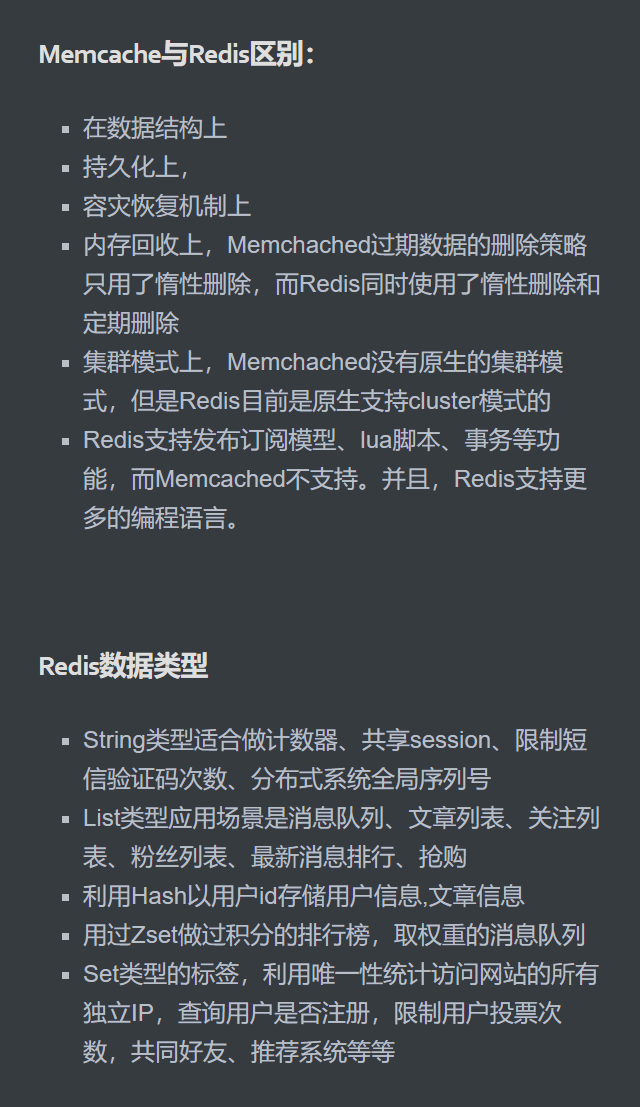 Memcache与Redis区别：
在数据结构上
持久化上，
容灾恢复机制上
内存回收上，Memchached过期数据的删除策略
只用了惰性删除，而Redis同时使用了惰性删除和
定期删除
集群模式上，Memchached没有原生的集群模
式，但是Redis目前是原生支持cluster模式的
Redis支持发布订阅模型、lua脚本、事务等功
能，而Memcached不支持。并且，Redis支持更
多的编程语言。
Redis数据类型
String类型适合做计数器、共享session、限制短
信验证码次数、分布式系统全局序列号
List类型应用场景是消息队列、文章列表、关注列
表、粉丝列表、最新消息排行、抢购
利用Hash以用户id存储用户信息,文章信息
用过Zset做过积分的排行榜，取权重的消息队列
Set类型的标签，利用唯一性统计访问网站的所有
独立IP，查询用户是否注册，限制用户投票次
数，共同好友、推荐系统等等